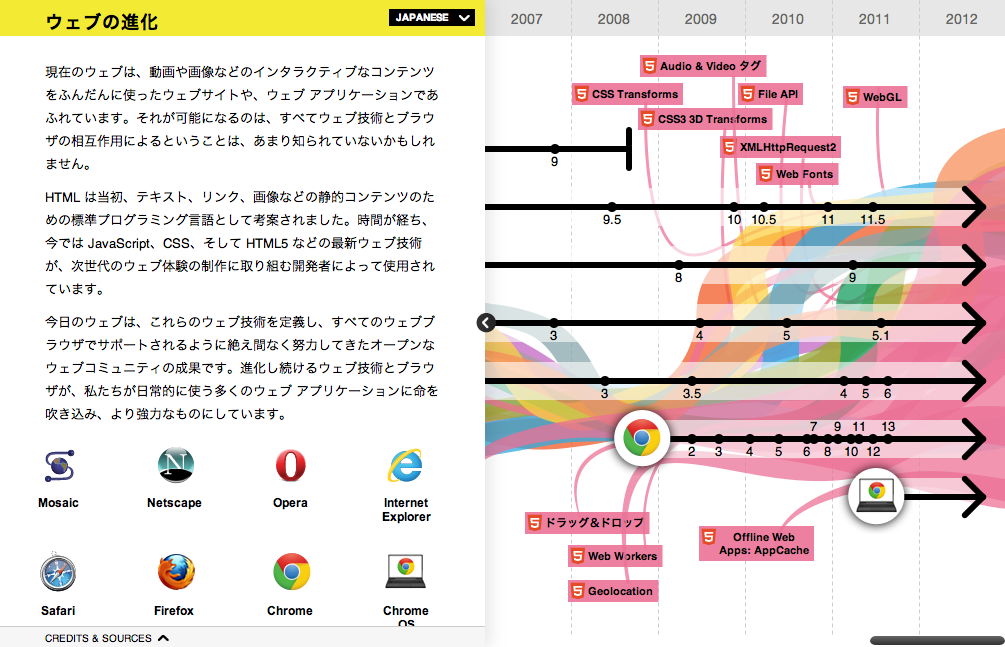 ウェブの進化
JAPANESE
現在のウェブは、動画や画像などのインタラクティブなコンテンツ
をふんだんに使ったウェブサイトや、ウェブ アプリケーションであ
ふれています。それが可能になるのは、すべてウェブ技術とブラウ
ザの相互作用によるということは、あまり知られていないかもしれ
ません。
HTML は当初、テキスト、リンク、画像などの静的コンテンツのた
めの標準プログラミング言語として考案されました。時間が経ち、
今では JavaScript、CSS、そして HTML5 などの最新ウェブ技術
が、次世代のウェブ体験の制作に取り組む開発者によって使用され
ています。
今日のウェブは、これらのウェブ技術を定義し、すべてのウェブブ
ラウザでサポートされるように絶え間なく努力してきたオープンな
ウェブコミュニティの成果です。進化し続けるウェブ技術とブラウ
ザが、私たちが日常的に使う多くのウェブ アプリケーションに命を
吹き込み、より強力なものにしています。
Mosaic
Netscape
Opera
Internet
Explorer
Safari
Firefox
Chrome
Chrome
OS
CREDITS & SOURCES
2007 2008 2009 2010 2011 2012
Audio & Video タグ
CSS Transforms
File API
WebGL
CSS3 3D Transforms
XMLHttpRequest2
Web Fonts
9
9.5 10 10.5 11 11.5
8 9
3 4 5 5.1
3 3.5 4 5 6
7 9 11 13
2 3 4 5 6 8 10 12
ドラッグ＆ドロップ
Web Workers
Geolocation
Offline Web
Apps: AppCache